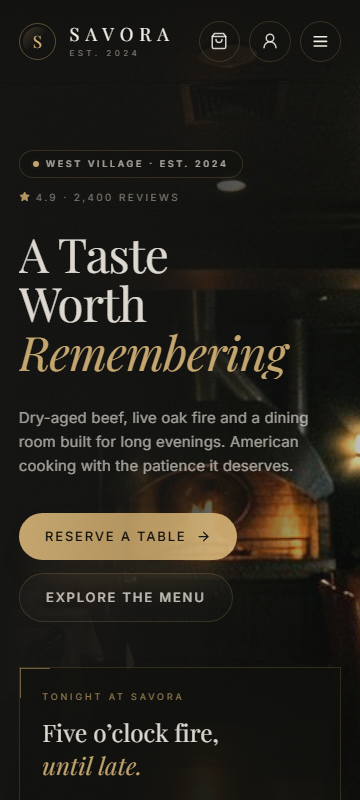 S
SAVORA
EST. 2024
WEST VILLAGE · EST. 2024
4.9 · 2,400 REVIEWS
A Taste
Worth
Remembering
Dry-aged beef, live oak fire and a dining
room built for long evenings. American
cooking with the patience it deserves.
RESERVE A TABLE →
EXPLORE THE MENU
TONIGHT AT SAVORA
Five o’clock fire,
until late.